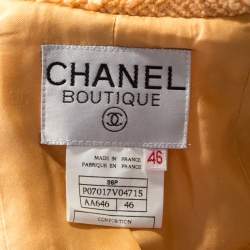 CHANEL
BOUTIQUE
MADE IN FRANCE
FABRIQUE EN FRANCE
46
96P
P07017V04715
AA646 46
COMPOSITION